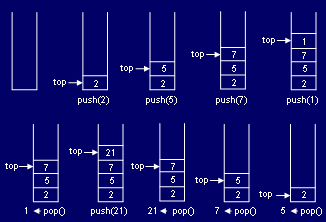 1
top 7
top 5 5
top 7 5
top 2 2 2 2
push(2) push(5) push(7) push(1)
21
top 7 top 7 top 7
5 5 5 top 5
2 2 2 2 top 2
1 ◄ pop() push(21) 21 ◄ pop() 7 ◄ pop() 5 ◄ pop()